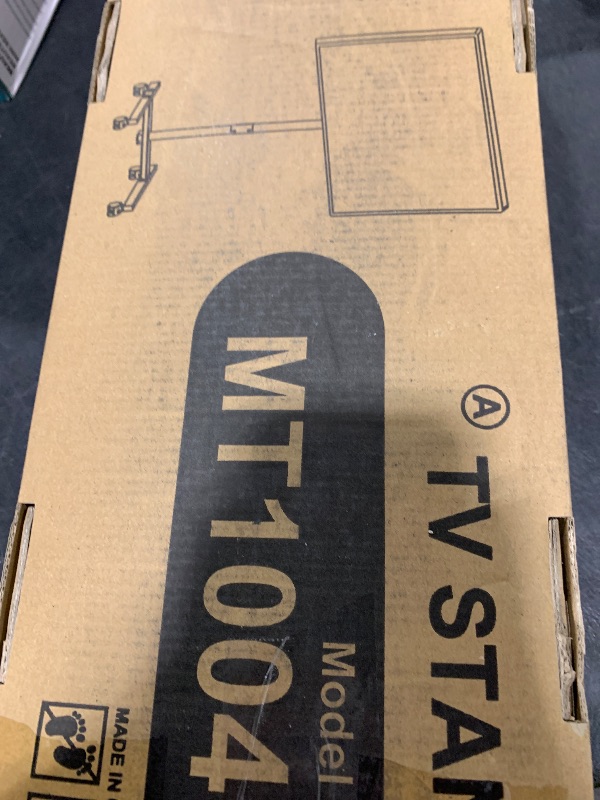 Ⓐ TV STAN
Model
MT1004
MADE IN